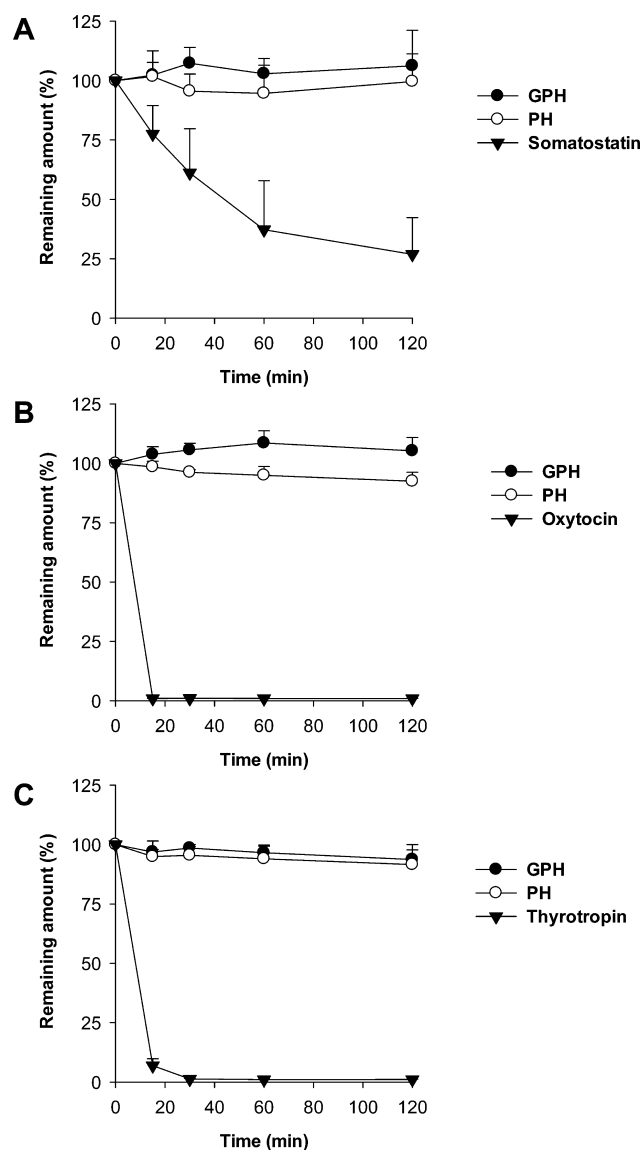 A
125
100
75
50
25
0
Remaining amount (%)
0 20 40 60 80 100 120
Time (min)
GPH
PH
Somatostatin
B
125
100
75
50
25
0
Remaining amount (%)
0 20 40 60 80 100 120
Time (min)
GPH
PH
Oxytocin
C
125
100
75
50
25
0
Remaining amount (%)
0 20 40 60 80 100 120
Time (min)
GPH
PH
Thyrotropin